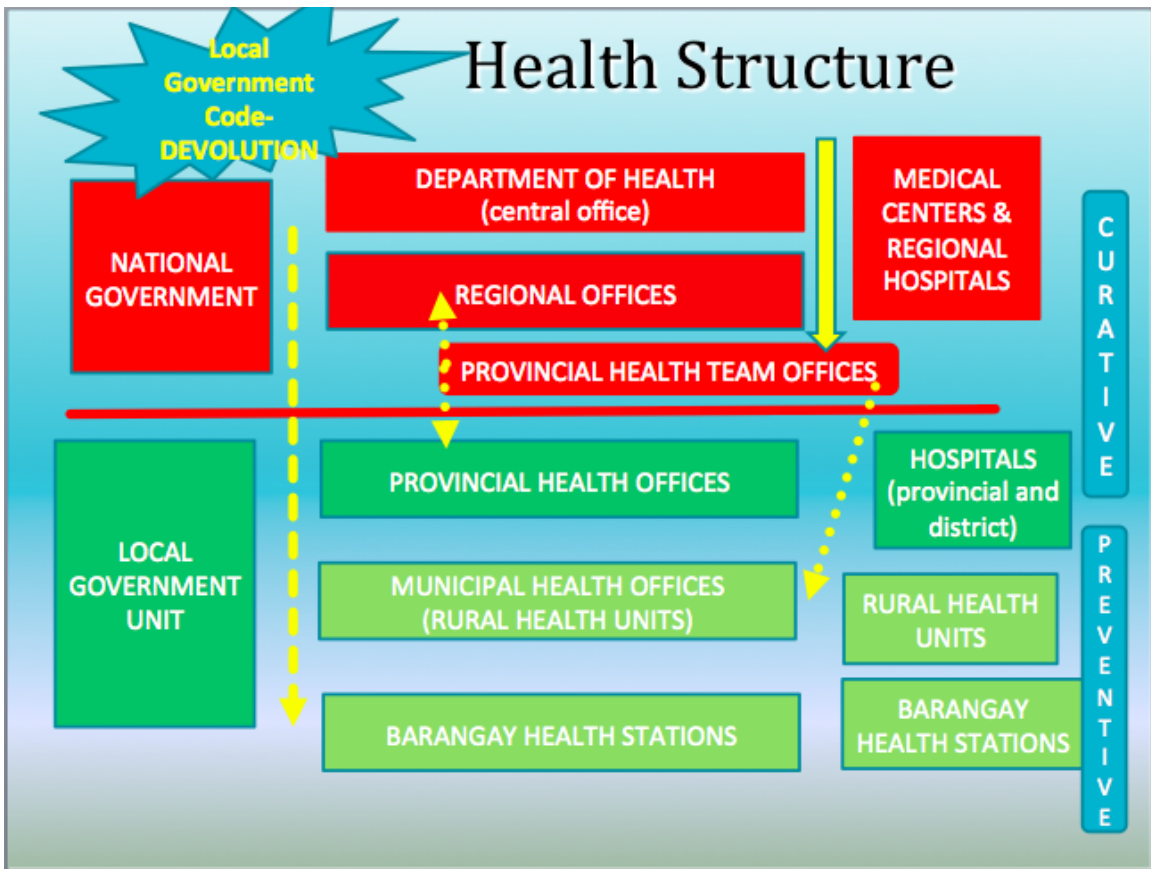 Local
Government
Code-
DEVOLUTION
Health Structure
NATIONAL
GOVERNMENT
DEPARTMENT OF HEALTH
(central office)
REGIONAL OFFICES
PROVINCIAL HEALTH TEAM OFFICES
MEDICAL
CENTERS &
REGIONAL
HOSPITALS
CURATIVE
LOCAL
GOVERNMENT
UNIT
PROVINCIAL HEALTH OFFICES
HOSPITALS
(provincial and
district)
MUNICIPAL HEALTH OFFICES
(RURAL HEALTH UNITS)
RURAL HEALTH
UNITS
BARANGAY HEALTH STATIONS
BARANGAY
HEALTH STATIONS
PREVENTIVE